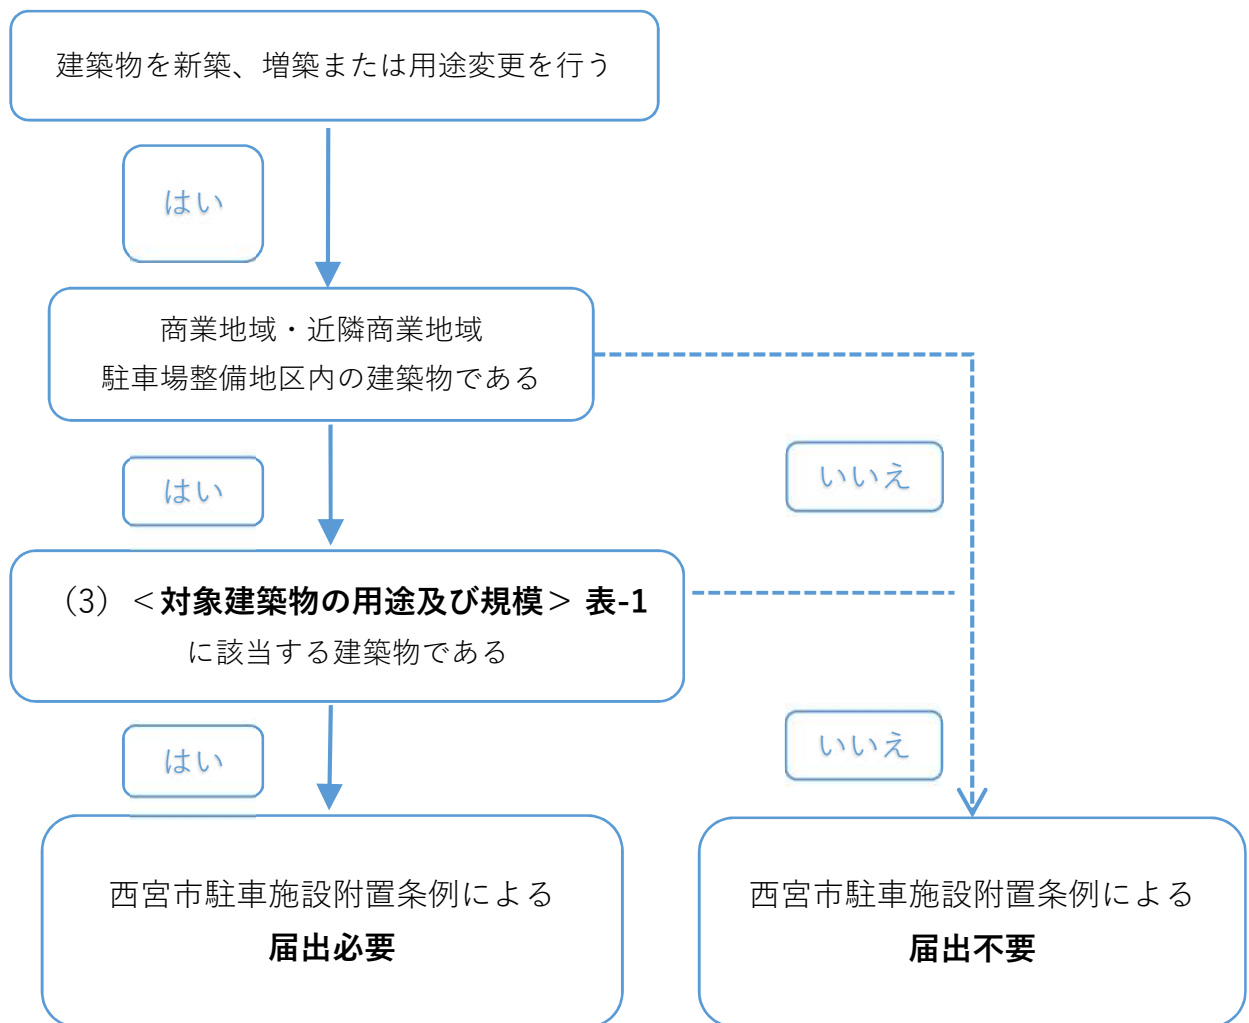 建築物を新築、増築または用途変更を行う
はい
商業地域・近隣商業地域
駐車場整備地区内の建築物である
はい
いいえ
（3）＜対象建築物の用途及び規模＞ 表-1
に該当する建築物である
はい
いいえ
西宮市駐車施設附置条例による
届出必要
西宮市駐車施設附置条例による
届出不要